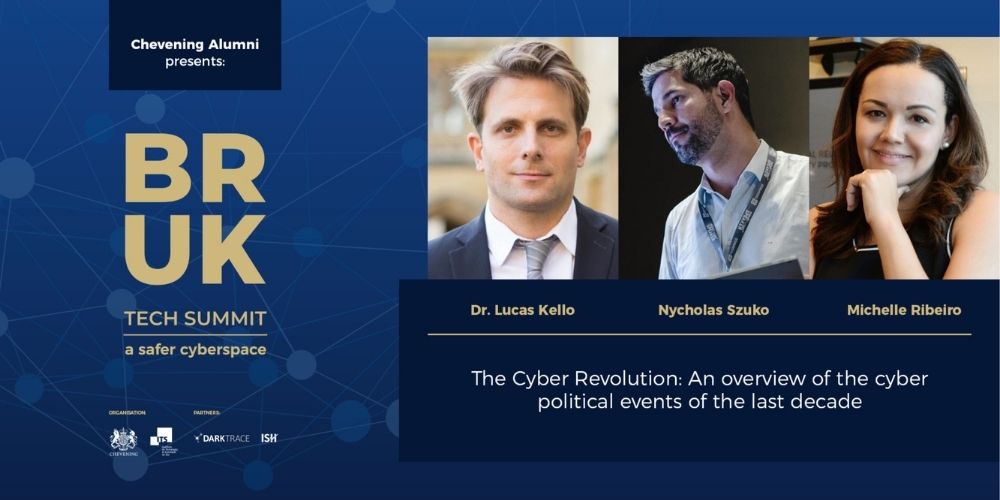 Chevening Alumni
presents:
BR
UK
TECH SUMMIT
a safer cyberspace
ORGANISATION:
PARTNERS:
CHEVENING
ITS
DARKTRACE
ISH
Dr. Lucas Kello
Nycholas Szuko
Michelle Ribeiro
The Cyber Revolution: An overview of the cyber
political events of the last decade